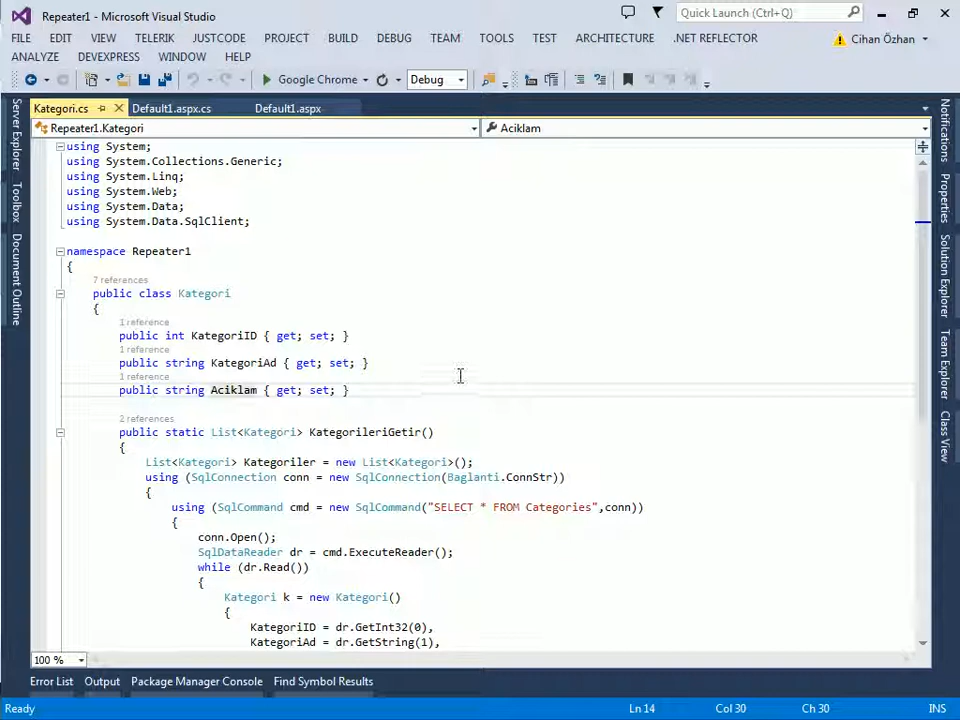 Repeater1 - Microsoft Visual Studio
Quick Launch (Ctrl+Q)
FILE EDIT VIEW TELERIK JUSTCODE PROJECT BUILD DEBUG TEAM TOOLS TEST ARCHITECTURE .NET REFLECTOR
Cihan Özhan
ANALYZE DEVEXPRESS WINDOW HELP
Google Chrome Debug
Kategori.cs Default1.aspx.cs Default1.aspx
Repeater1.Kategori Aciklam
Server Explorer
Toolbox
Document Outline
using System;
using System.Collections.Generic;
using System.Linq;
using System.Web;
using System.Data;
using System.Data.SqlClient;
namespace Repeater1
{
7 references
public class Kategori
{
1 reference
public int KategoriID { get; set; }
1 reference
public string KategoriAd { get; set; }
1 reference
public string Aciklam { get; set; }
2 references
public static List<Kategori> KategorileriGetir()
{
List<Kategori> Kategoriler = new List<Kategori>();
using (SqlConnection conn = new SqlConnection(Baglanti.ConnStr))
{
using (SqlCommand cmd = new SqlCommand("SELECT * FROM Categories",conn))
{
conn.Open();
SqlDataReader dr = cmd.ExecuteReader();
while (dr.Read())
{
Kategori k = new Kategori()
{
KategoriID = dr.GetInt32(0),
KategoriAd = dr.GetString(1),
Notifications
Properties
Solution Explorer
Team Explorer
Class View
100 %
Error List Output Package Manager Console Find Symbol Results
Ready Ln 14 Col 30 Ch 30 INS